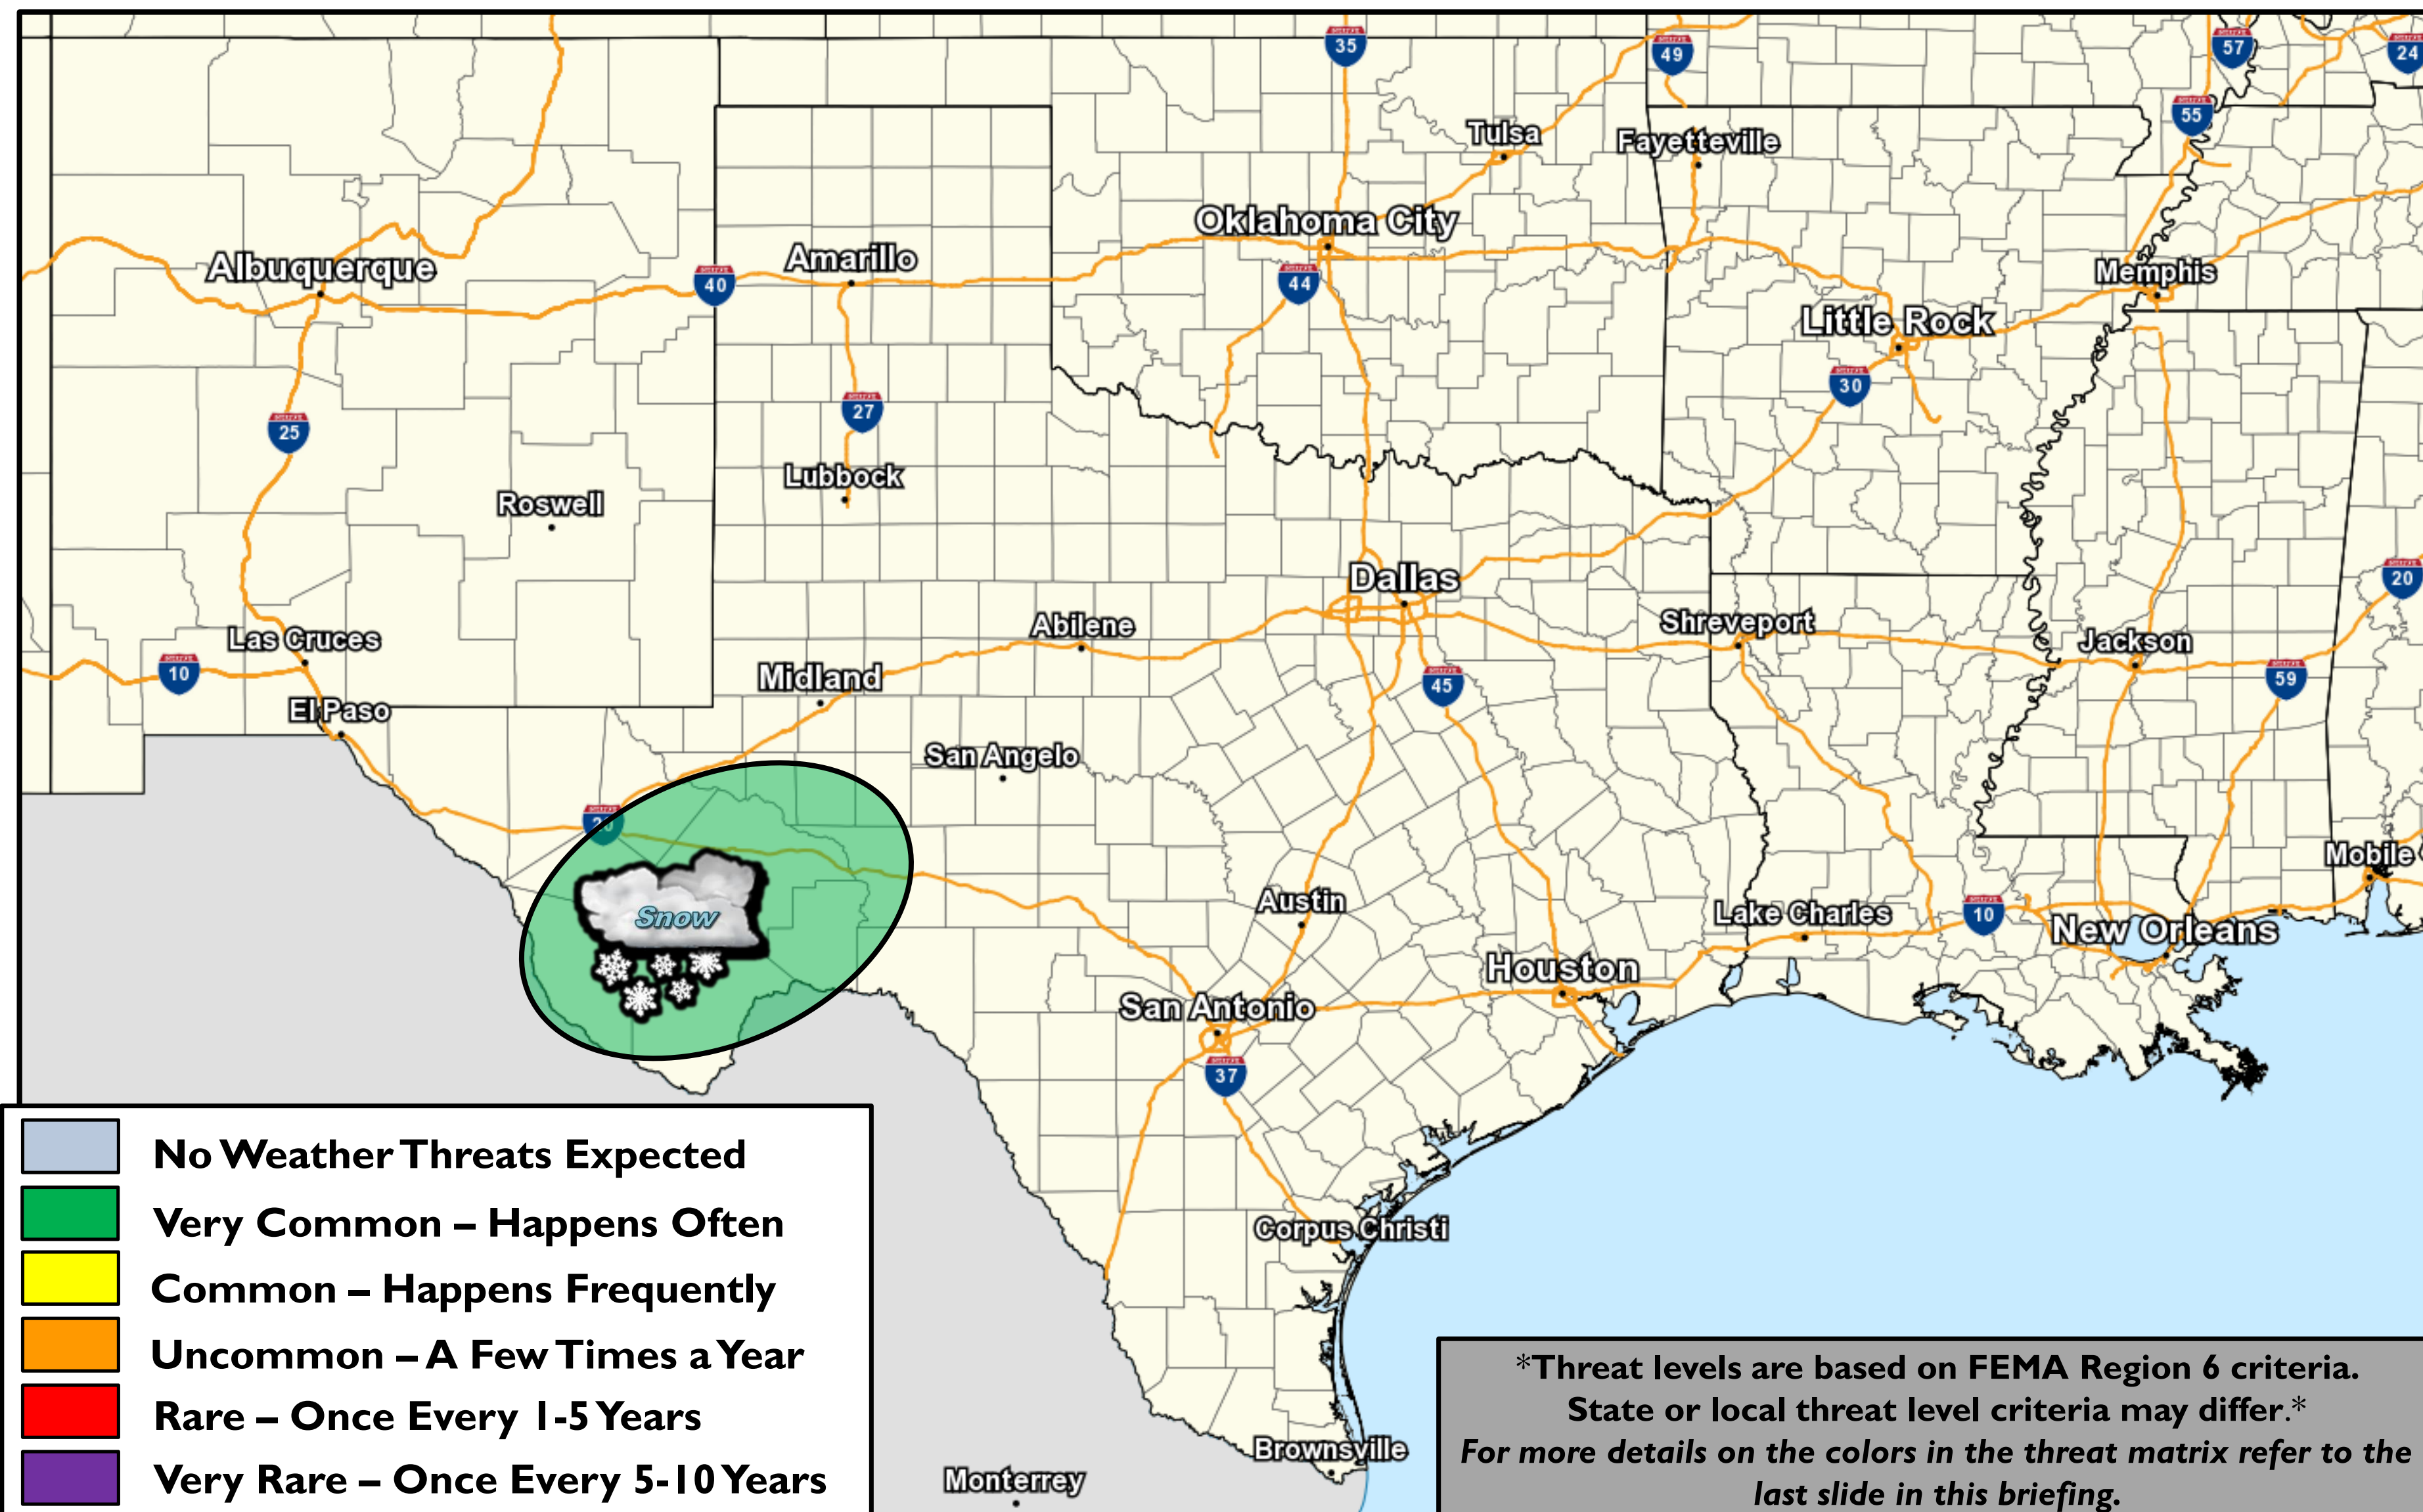 35
49
57
24
55
Tulsa
Fayetteville
Oklahoma City
Albuquerque
Amarillo
40
44
Memphis
Little Rock
30
27
25
Lubbock
Roswell
Dallas
20
Abilene
Shreveport
Las Cruces
Jackson
10
Midland
45
59
El Paso
San Angelo
20
Mobile
Snow
Austin
Lake Charles
10
New Orleans
Houston
San Antonio
37
Corpus Christi
Brownsville
Monterrey
No Weather Threats Expected
Very Common – Happens Often
Common – Happens Frequently
Uncommon – A Few Times a Year
Rare – Once Every 1-5 Years
Very Rare – Once Every 5-10 Years
*Threat levels are based on FEMA Region 6 criteria.
State or local threat level criteria may differ.*
For more details on the colors in the threat matrix refer to the
last slide in this briefing.